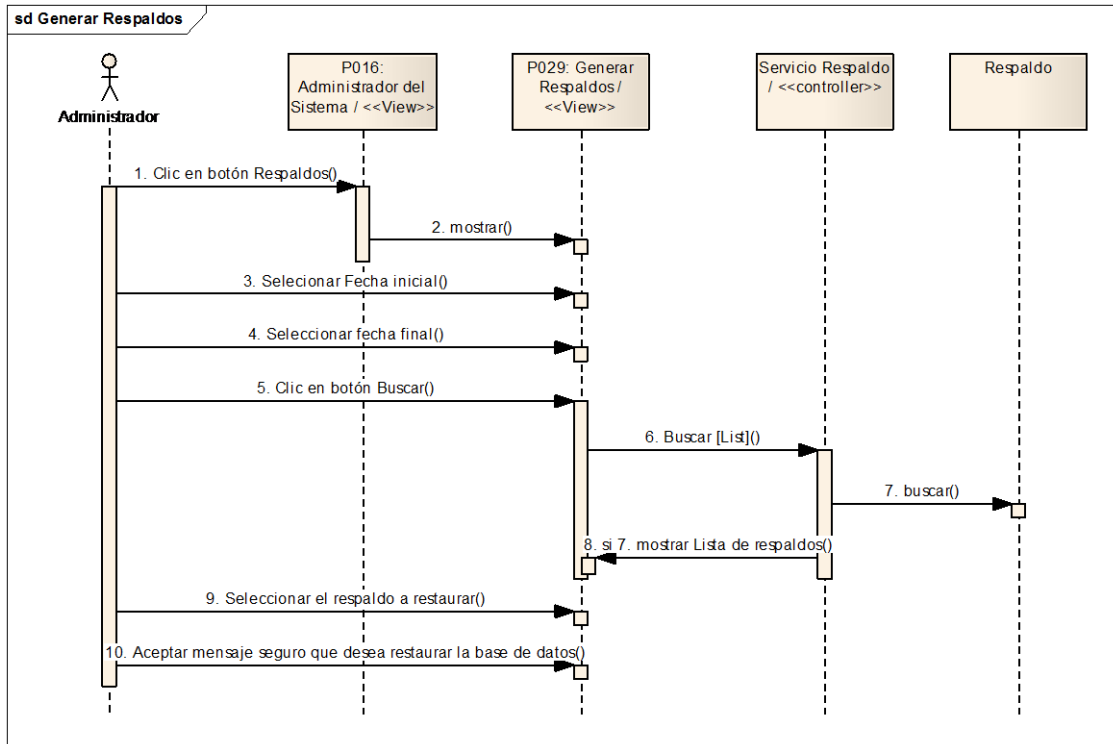 sd Generar Respaldos
Administrador
P016:
Administrador del
Sistema / <<View>>
P029: Generar
Respaldos /
<<View>>
Servicio Respaldo
/ <<controller>>
Respaldo
1. Clic en botón Respaldos()
2. mostrar()
3. Selecionar Fecha inicial()
4. Seleccionar fecha final()
5. Clic en botón Buscar()
6. Buscar [List]()
7. buscar()
8. si 7. mostrar Lista de respaldos()
9. Seleccionar el respaldo a restaurar()
10. Aceptar mensaje seguro que desea restaurar la base de datos()